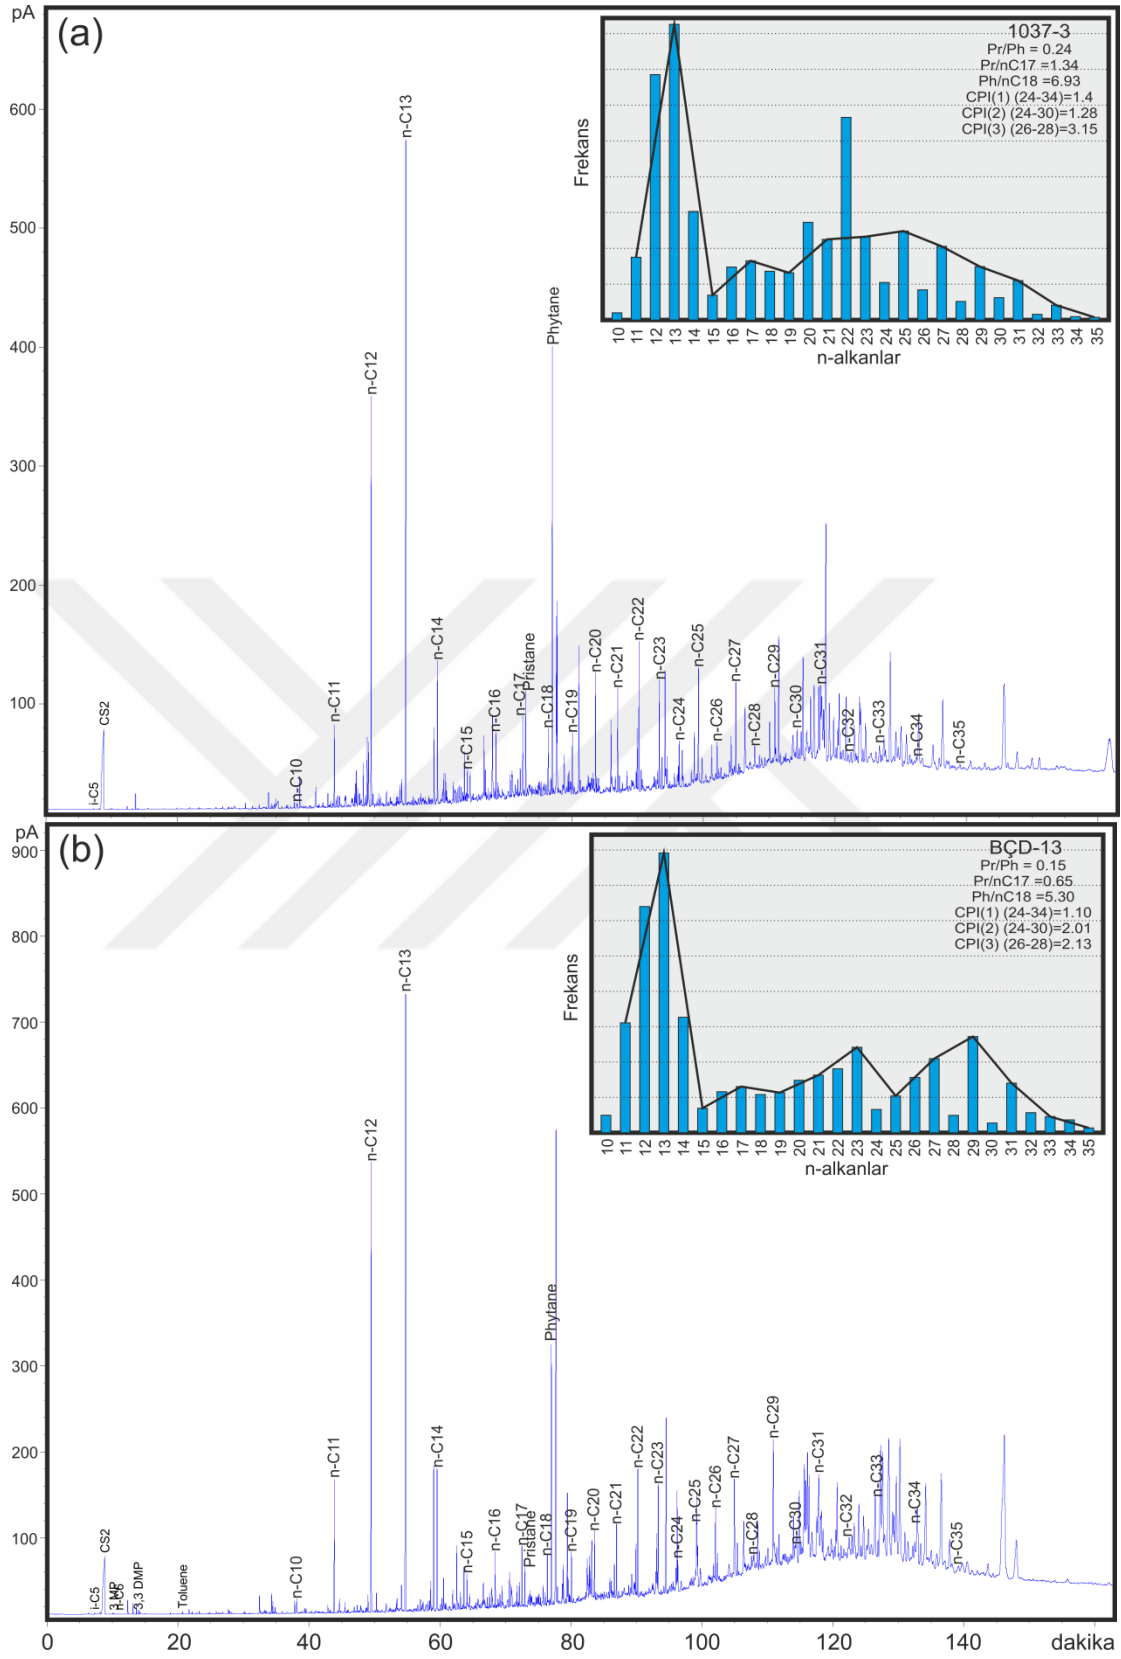 pA
(a)
600
500
400
300
200
100
i-C5
CS2
n-C10
n-C11
n-C12
n-C13
n-C14
n-C15
n-C16
n-C17
Pristane
n-C18
Phytane
n-C19
n-C20
n-C21
n-C22
n-C23
n-C24
n-C25
n-C26
n-C27
n-C28
n-C29
n-C30
n-C31
n-C32
n-C33
n-C34
n-C35
1037-3
Pr/Ph = 0.24
Pr/nC17 =1.34
Ph/nC18 =6.93
CPI(1) (24-34)=1.4
CPI(2) (24-30)=1.28
CPI(3) (26-28)=3.15
Frekans
10 11 12 13 14 15 16 17 18 19 20 21 22 23 24 25 26 27 28 29 30 31 32 33 34 35
n-alkanlar
pA
(b)
900
800
700
600
500
400
300
200
100
i-C5
CS2
3MP
n-C6
3,3 DMP
Toluene
n-C10
n-C11
n-C12
n-C13
n-C14
n-C15
n-C16
n-C17
Pristane
n-C18
Phytane
n-C19
n-C20
n-C21
n-C22
n-C23
n-C24
n-C25
n-C26
n-C27
n-C28
n-C29
n-C30
n-C31
n-C32
n-C33
n-C34
n-C35
BÇD-13
Pr/Ph = 0.15
Pr/nC17 =0.65
Ph/nC18 =5.30
CPI(1) (24-34)=1.10
CPI(2) (24-30)=2.01
CPI(3) (26-28)=2.13
Frekans
10 11 12 13 14 15 16 17 18 19 20 21 22 23 24 25 26 27 28 29 30 31 32 33 34 35
n-alkanlar
0 20 40 60 80 100 120 140 dakika